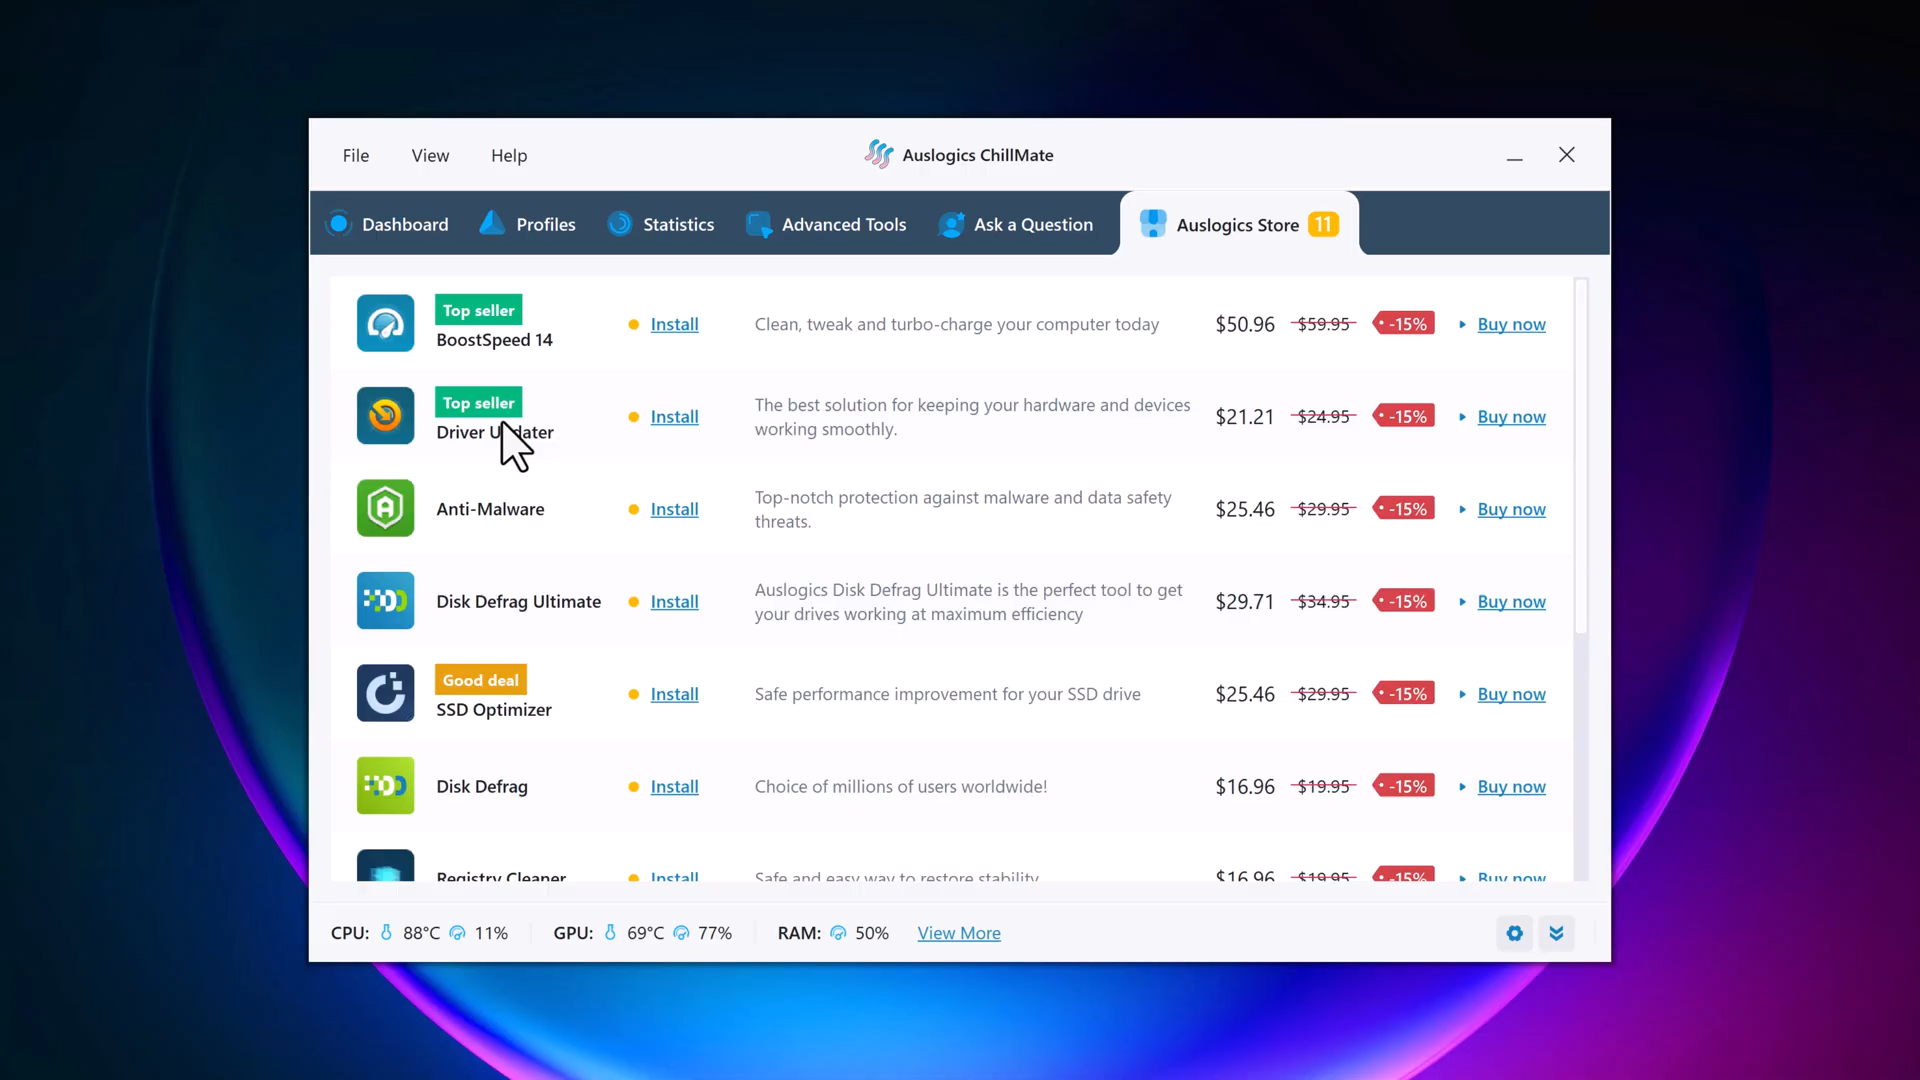 File View Help Auslogics ChillMate
Dashboard Profiles Statistics Advanced Tools Ask a Question Auslogics Store 11
Top seller
BoostSpeed 14 Install Clean, tweak and turbo-charge your computer today $50.96 $59.95 -15% Buy now
Top seller
Driver Updater Install The best solution for keeping your hardware and devices
working smoothly. $21.21 $24.95 -15% Buy now
Anti-Malware Install Top-notch protection against malware and data safety
threats. $25.46 $29.95 -15% Buy now
Disk Defrag Ultimate Install Auslogics Disk Defrag Ultimate is the perfect tool to get
your drives working at maximum efficiency $29.71 $34.95 -15% Buy now
Good deal
SSD Optimizer Install Safe performance improvement for your SSD drive $25.46 $29.95 -15% Buy now
Disk Defrag Install Choice of millions of users worldwide! $16.96 $19.95 -15% Buy now
Registry Cleaner Install Safe and easy way to restore stability $16.96 $19.95 -15% Buy now
CPU: 88°C 11% GPU: 69°C 77% RAM: 50% View More